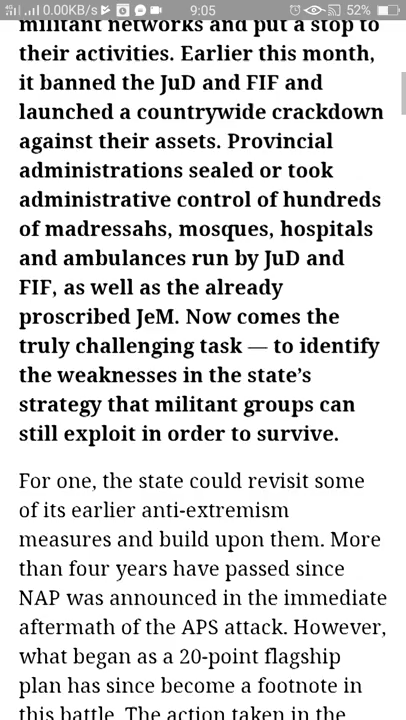 4G 0.00KB/s 9:05 52%
militant networks and put a stop to
their activities. Earlier this month,
it banned the JuD and FIF and
launched a countrywide crackdown
against their assets. Provincial
administrations sealed or took
administrative control of hundreds
of madressahs, mosques, hospitals
and ambulances run by JuD and
FIF, as well as the already
proscribed JeM. Now comes the
truly challenging task — to identify
the weaknesses in the state’s
strategy that militant groups can
still exploit in order to survive.
For one, the state could revisit some
of its earlier anti-extremism
measures and build upon them. More
than four years have passed since
NAP was announced in the immediate
aftermath of the APS attack. However,
what began as a 20-point flagship
plan has since become a footnote in
this battle. The action taken in the